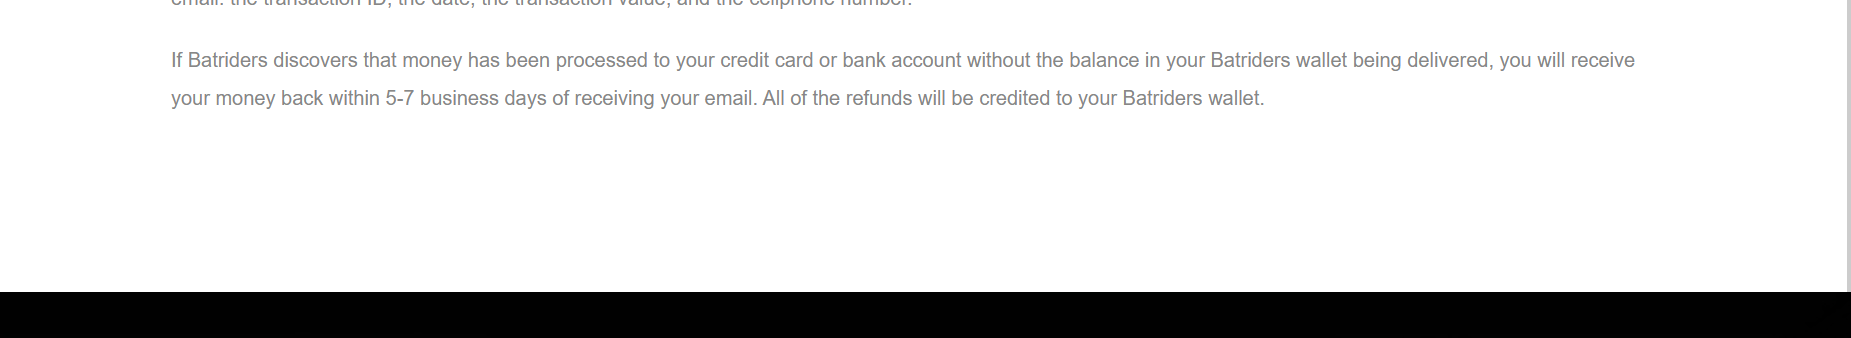 email: the transaction ID, the date, the transaction value, and the cellphone number.
If Batriders discovers that money has been processed to your credit card or bank account without the balance in your Batriders wallet being delivered, you will receive
your money back within 5-7 business days of receiving your email. All of the refunds will be credited to your Batriders wallet.